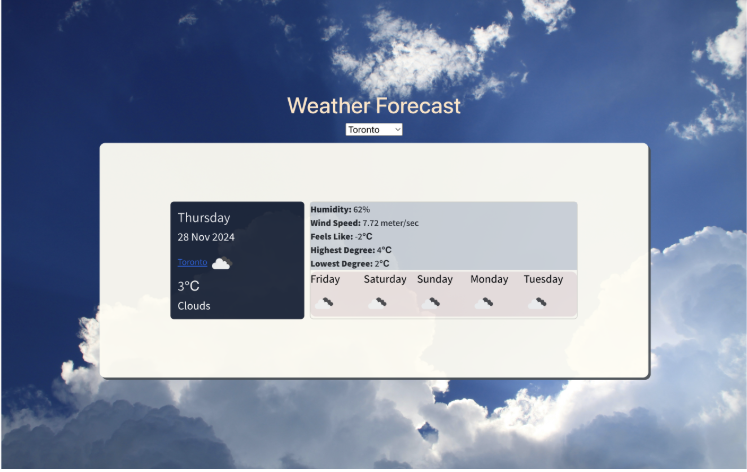 Weather Forecast
Toronto
Thursday
28 Nov 2024
Toronto
3°C
Clouds
Humidity: 62%
Wind Speed: 7.72 meter/sec
Feels Like: -2°C
Highest Degree: 4°C
Lowest Degree: 2°C
Friday Saturday Sunday Monday Tuesday